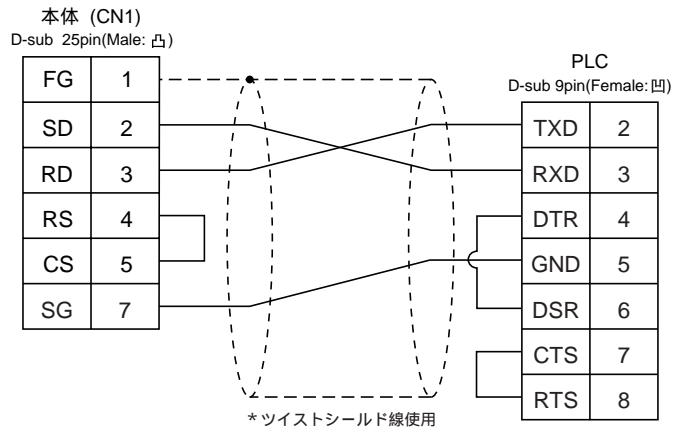 本体 (CN1)
D-sub 25pin(Male: 凸)
FG 1
SD 2
RD 3
RS 4
CS 5
SG 7
PLC
D-sub 9pin(Female: 凹)
TXD 2
RXD 3
DTR 4
GND 5
DSR 6
CTS 7
RTS 8
*ツイストシールド線使用